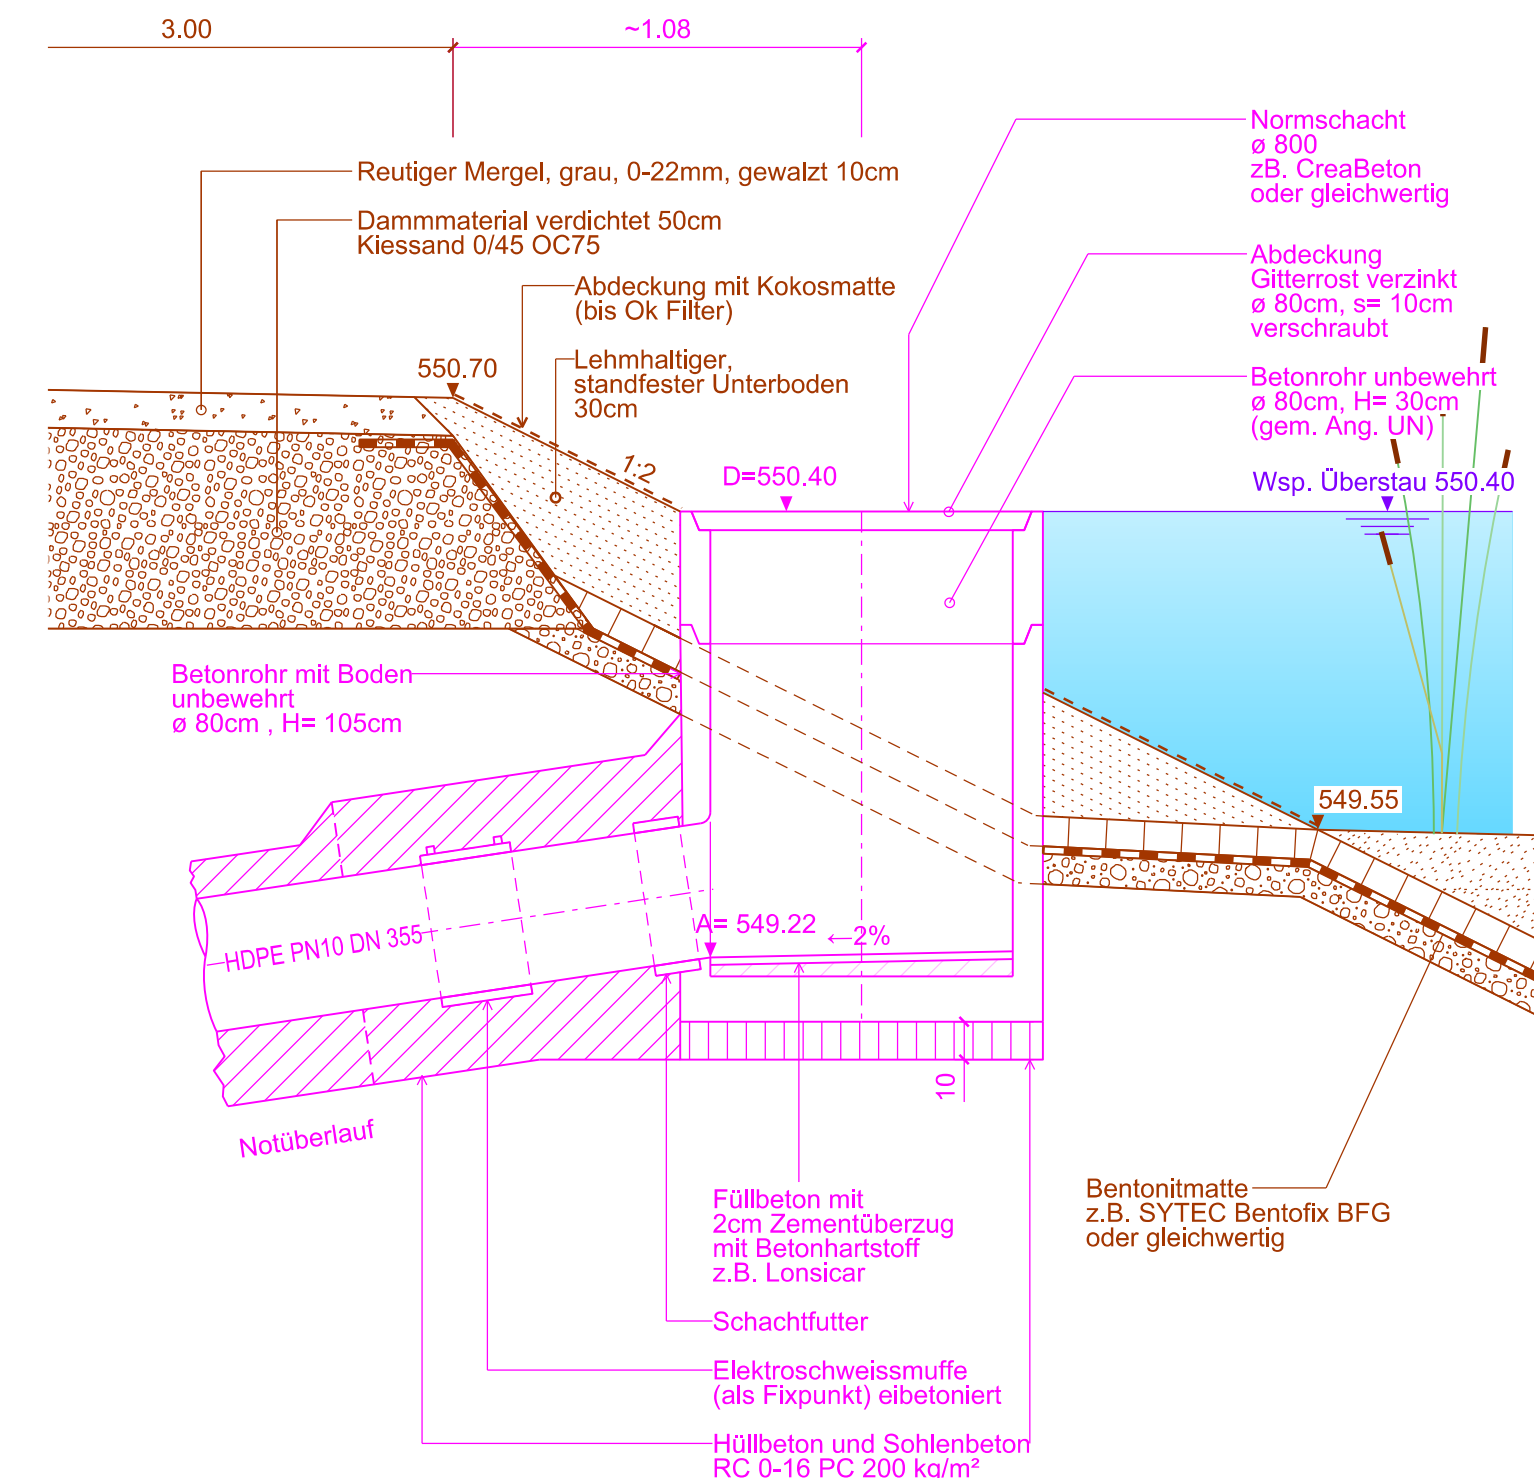 3.00
~1.08
Reutiger Mergel, grau, 0-22mm, gewalzt 10cm
Dammmaterial verdichtet 50cm
Kiessand 0/45 OC75
Abdeckung mit Kokosmatte
(bis Ok Filter)
Lehmhaltiger,
standfester Unterboden
30cm
550.70
1:2
D=550.40
Normschacht
ø 800
zB. CreaBeton
oder gleichwertig
Abdeckung
Gitterrost verzinkt
ø 80cm, s= 10cm
verschraubt
Betonrohr unbewehrt
ø 80cm, H= 30cm
(gem. Ang. UN)
Wsp. Überstau 550.40
Betonrohr mit Boden
unbewehrt
ø 80cm , H= 105cm
549.55
A= 549.22
←2%
HDPE PN10 DN 355
10
Notüberlauf
Füllbeton mit
2cm Zementüberzug
mit Betonhartstoff
z.B. Lonsicar
Schachtfutter
Elektroschweissmuffe
(als Fixpunkt) eibetoniert
Hüllbeton und Sohlenbeton
RC 0-16 PC 200 kg/m²
Bentonitmatte
z.B. SYTEC Bentofix BFG
oder gleichwertig